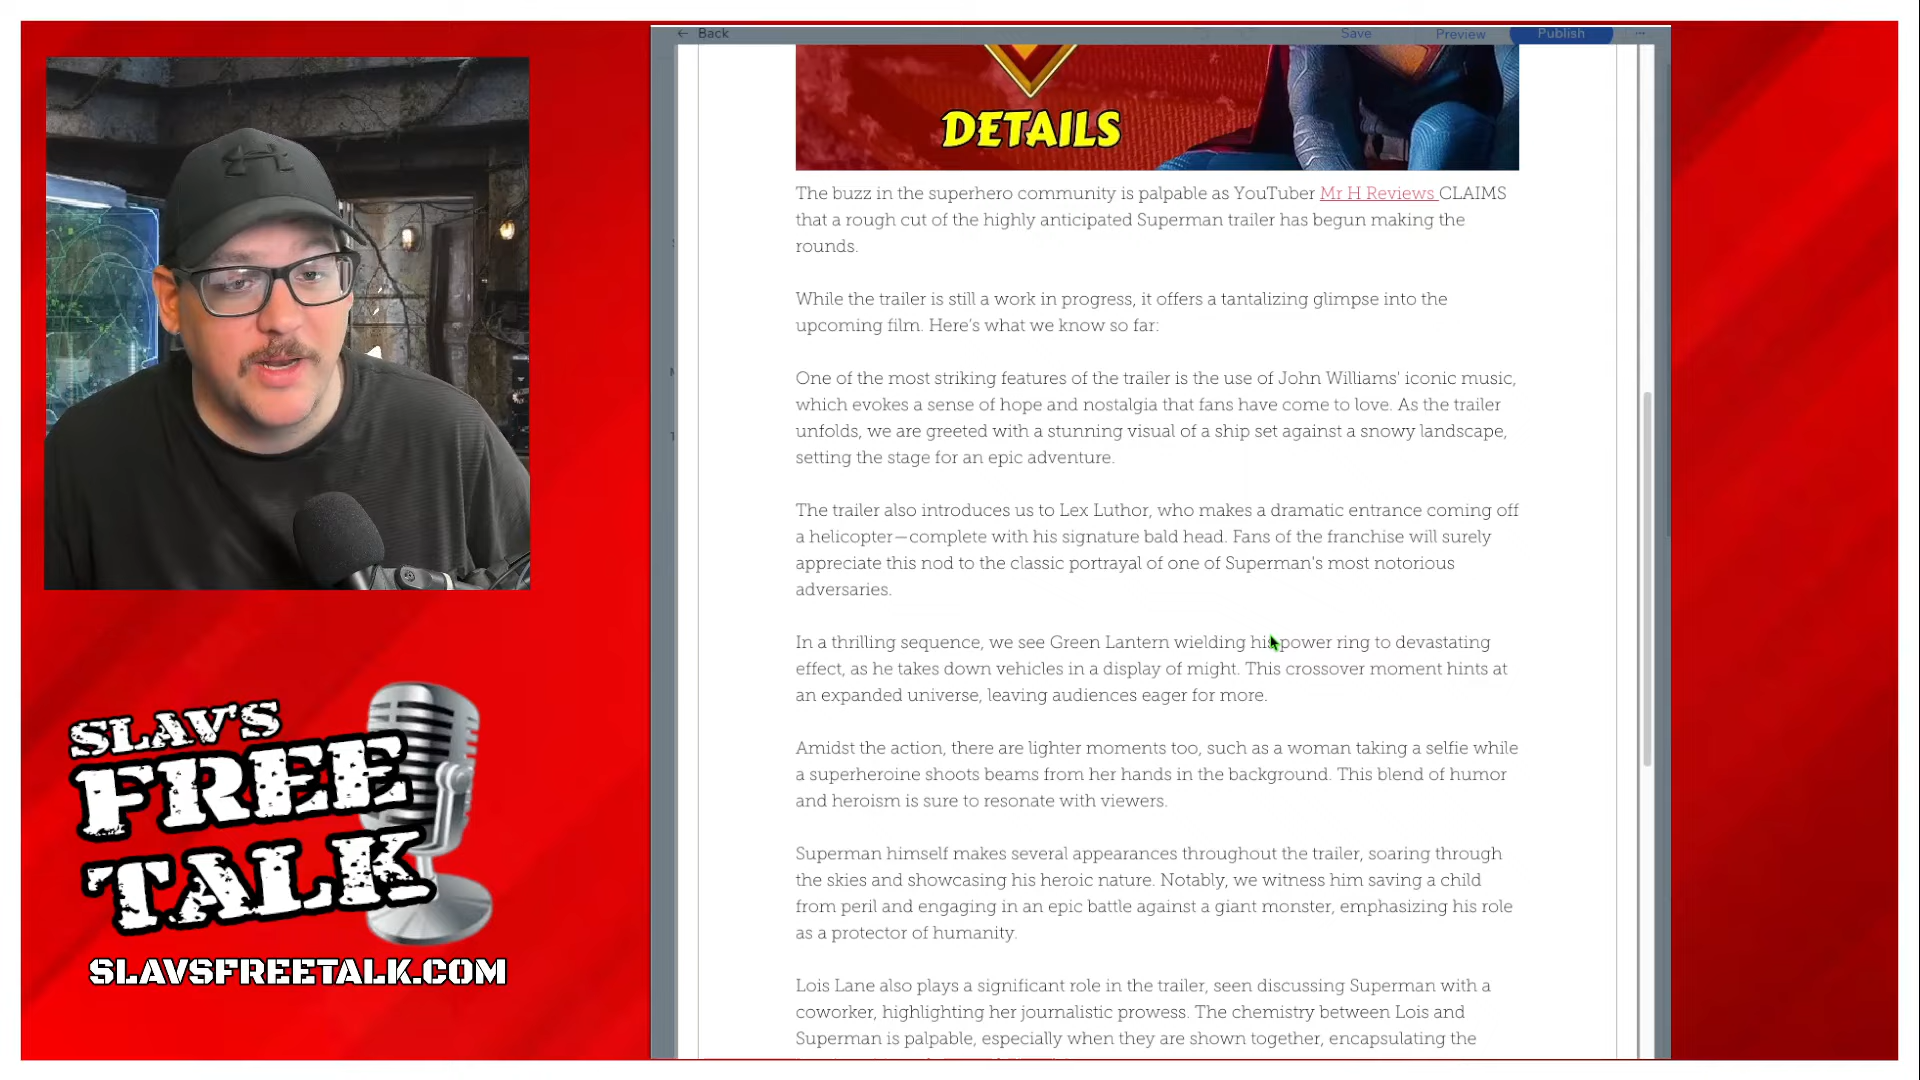 ← Back
Save
Preview
Publish
DETAILS
The buzz in the superhero community is palpable as YouTuber Mr H Reviews CLAIMS
that a rough cut of the highly anticipated Superman trailer has begun making the
rounds.
While the trailer is still a work in progress, it offers a tantalizing glimpse into the
upcoming film. Here's what we know so far:
One of the most striking features of the trailer is the use of John Williams' iconic music,
which evokes a sense of hope and nostalgia that fans have come to love. As the trailer
unfolds, we are greeted with a stunning visual of a ship set against a snowy landscape,
setting the stage for an epic adventure.
The trailer also introduces us to Lex Luthor, who makes a dramatic entrance coming off
a helicopter—complete with his signature bald head. Fans of the franchise will surely
appreciate this nod to the classic portrayal of one of Superman's most notorious
adversaries.
In a thrilling sequence, we see Green Lantern wielding his power ring to devastating
effect, as he takes down vehicles in a display of might. This crossover moment hints at
an expanded universe, leaving audiences eager for more.
Amidst the action, there are lighter moments too, such as a woman taking a selfie while
a superheroine shoots beams from her hands in the background. This blend of humor
and heroism is sure to resonate with viewers.
Superman himself makes several appearances throughout the trailer, soaring through
the skies and showcasing his heroic nature. Notably, we witness him saving a child
from peril and engaging in an epic battle against a giant monster, emphasizing his role
as a protector of humanity.
Lois Lane also plays a significant role in the trailer, seen discussing Superman with a
coworker, highlighting her journalistic prowess. The chemistry between Lois and
Superman is palpable, especially when they are shown together, encapsulating the
SLAV'S
FREE
TALK
SLAVSFREETALK.COM